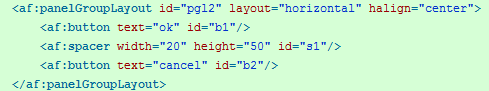 <af:panelGroupLayout id="pgl2" layout="horizontal" halign="center">
<af:button text="ok" id="b1"/>
<af:spacer width="20" height="50" id="s1"/>
<af:button text="cancel" id="b2"/>
</af:panelGroupLayout>